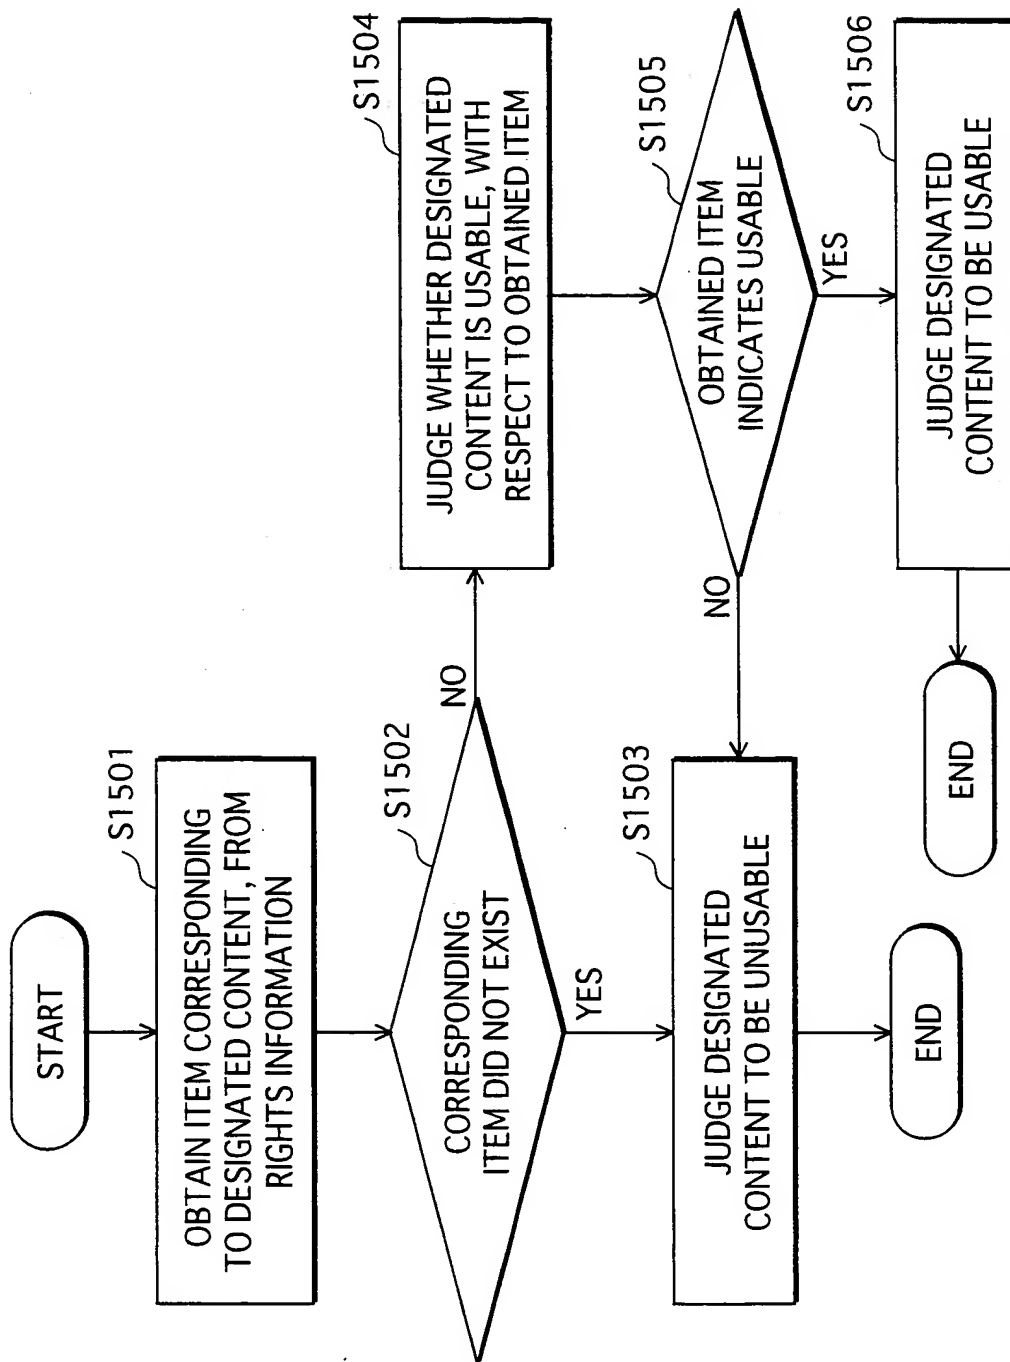 START
S1501
OBTAIN ITEM CORRESPONDING
TO DESIGNATED CONTENT, FROM
RIGHTS INFORMATION
S1502
CORRESPONDING
ITEM DID NOT EXIST
NO
YES
S1503
JUDGE DESIGNATED
CONTENT TO BE UNUSABLE
END
S1504
JUDGE WHETHER DESIGNATED
CONTENT IS USABLE, WITH
RESPECT TO OBTAINED ITEM
S1505
OBTAINED ITEM
INDICATES USABLE
NO
YES
S1506
JUDGE DESIGNATED
CONTENT TO BE USABLE
END